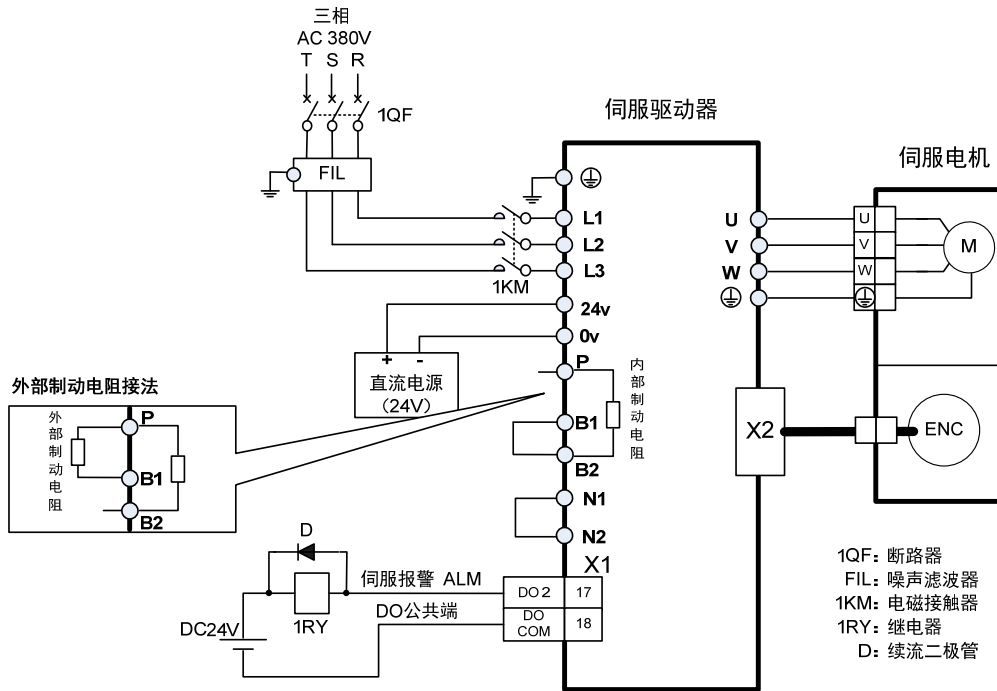 三相
AC 380V
T S R
1QF
FIL
伺服驱动器
伺服电机
L1
L2
L3
1KM
24v
0v
+ -
直流电源
（24V）
P
B1
B2
内部制动电阻
N1
N2
X1
U
V
W
U
V
W
M
X2
ENC
外部制动电阻接法
外部制动电阻
P
B1
B2
D
1RY
DC24V
伺服报警 ALM
DO公共端
DO 2 17
DO COM 18
1QF：断路器
FIL：噪声滤波器
1KM：电磁接触器
1RY：继电器
D：续流二极管